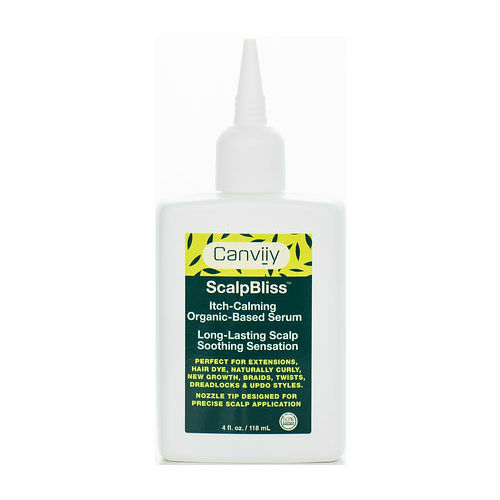 Canviiy
ScalpBliss™
Itch-Calming
Organic-Based Serum
Long-Lasting Scalp
Soothing Sensation
PERFECT FOR EXTENSIONS,
HAIR DYE, NATURALLY CURLY,
NEW GROWTH, BRAIDS, TWISTS,
DREADLOCKS & UPDO STYLES.
NOZZLE TIP DESIGNED FOR
PRECISE SCALP APPLICATION
4 fl. oz. / 118 mL